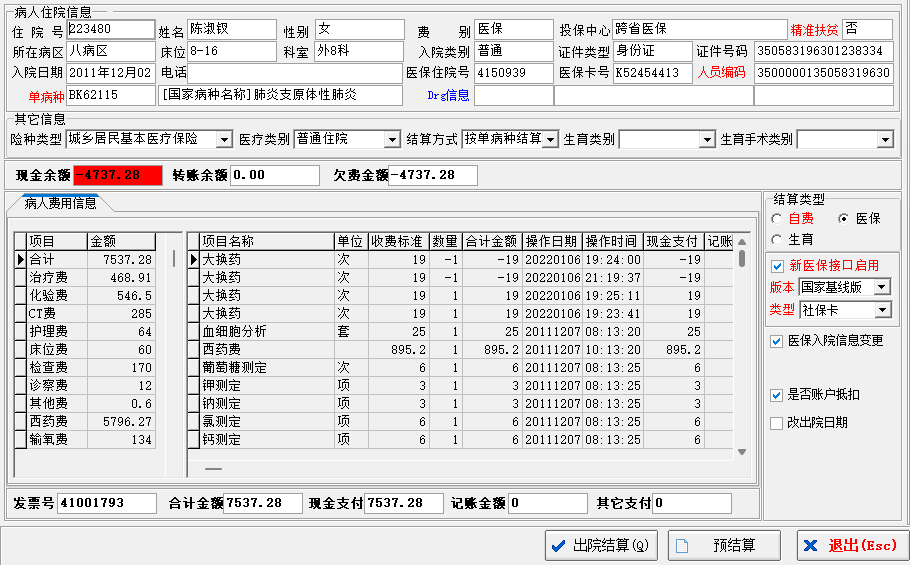 病人住院信息
住 院 号 223480 姓名 陈淑钗 性别 女 费 别 医保 投保中心 跨省医保 精准扶贫 否
所在病区 八病区 床位 8-16 科室 外8科 入院类别 普通 证件类型 身份证 证件号码 350583196301238334
入院日期 2011年12月02 电话 医保住院号 4150939 医保卡号 K52454413 人员编码 3500000135058319630
单病种 BK62115 [国家病种名称]肺炎支原体性肺炎 Drg信息
其它信息
险种类型 城乡居民基本医疗保险 医疗类别 普通住院 结算方式 按单病种结算 生育类别 生育手术类别
现金余额 -4737.28 转账余额 0.00 欠费金额 -4737.28
病人费用信息
项目 金额
合计 7537.28
治疗费 468.91
化验费 546.5
CT费 285
护理费 64
床位费 60
检查费 170
诊察费 12
其他费 0.6
西药费 5796.27
输氧费 134
项目名称 单位 收费标准 数量 合计金额 操作日期 操作时间 现金支付 记账
大换药 次 19 -1 -19 20220106 19:24:00 -19
大换药 次 19 -1 -19 20220106 21:19:37 -19
大换药 次 19 1 19 20220106 19:25:11 19
大换药 次 19 1 19 20220106 19:23:41 19
血细胞分析 套 25 1 25 20111207 08:13:20 25
西药费 895.2 1 895.2 20111207 10:13:20 895.2
葡萄糖测定 次 6 1 6 20111207 08:13:25 6
钾测定 项 3 1 3 20111207 08:13:25 3
钠测定 项 3 1 3 20111207 08:13:25 3
氯测定 项 6 1 6 20111207 08:13:25 6
钙测定 项 6 1 6 20111207 08:13:25 6
结算类型
自费 医保
生育
新医保接口启用
版本 国家基线版
类型 社保卡
医保入院信息变更
是否账户抵扣
改出院日期
发票号 41001793 合计金额 7537.28 现金支付 7537.28 记账金额 0 其它支付 0
出院结算(Q) 预结算 退出(Esc)